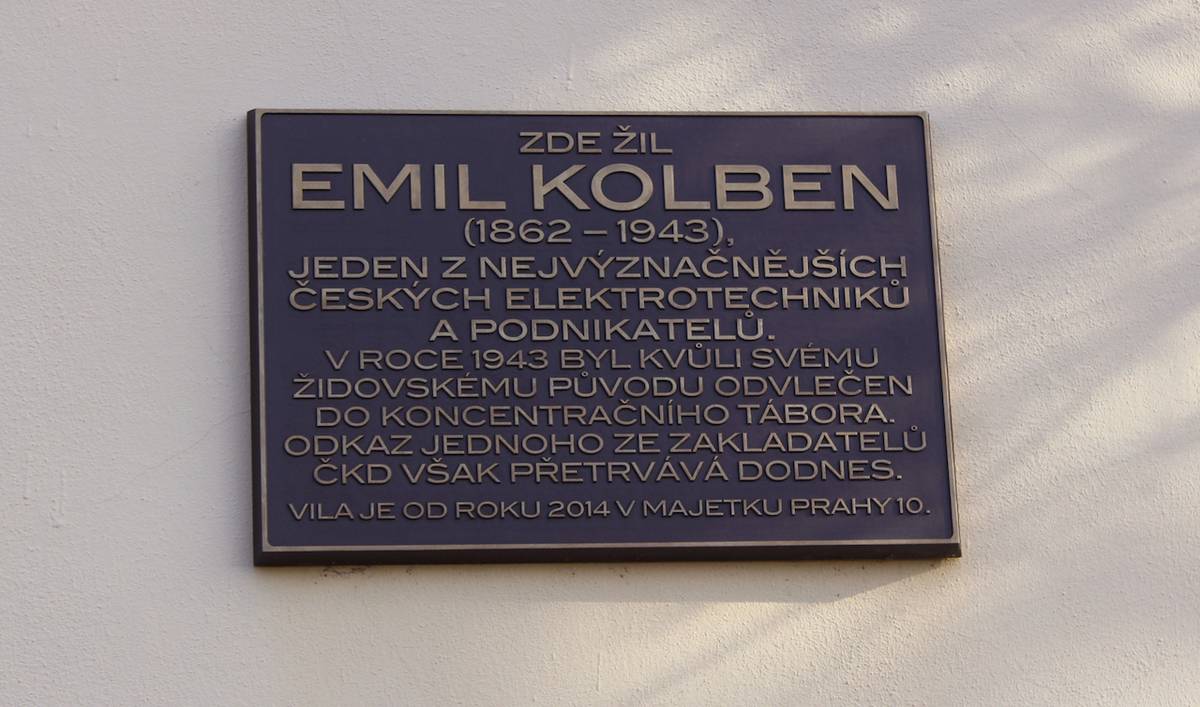 ZDE ŽIL
EMIL KOLBEN
(1862 – 1943),
JEDEN Z NEJVÝZNAČNĚJŠÍCH
ČESKÝCH ELEKTROTECHNIKŮ
A PODNIKATELŮ.
V ROCE 1943 BYL KVŮLI SVÉMU
ŽIDOVSKÉMU PŮVODU ODVLEČEN
DO KONCENTRAČNÍHO TÁBORA.
ODKAZ JEDNOHO ZE ZAKLADATELŮ
ČKD VŠAK PŘETRVÁVÁ DODNES.
VILA JE OD ROKU 2014 V MAJETKU PRAHY 10.